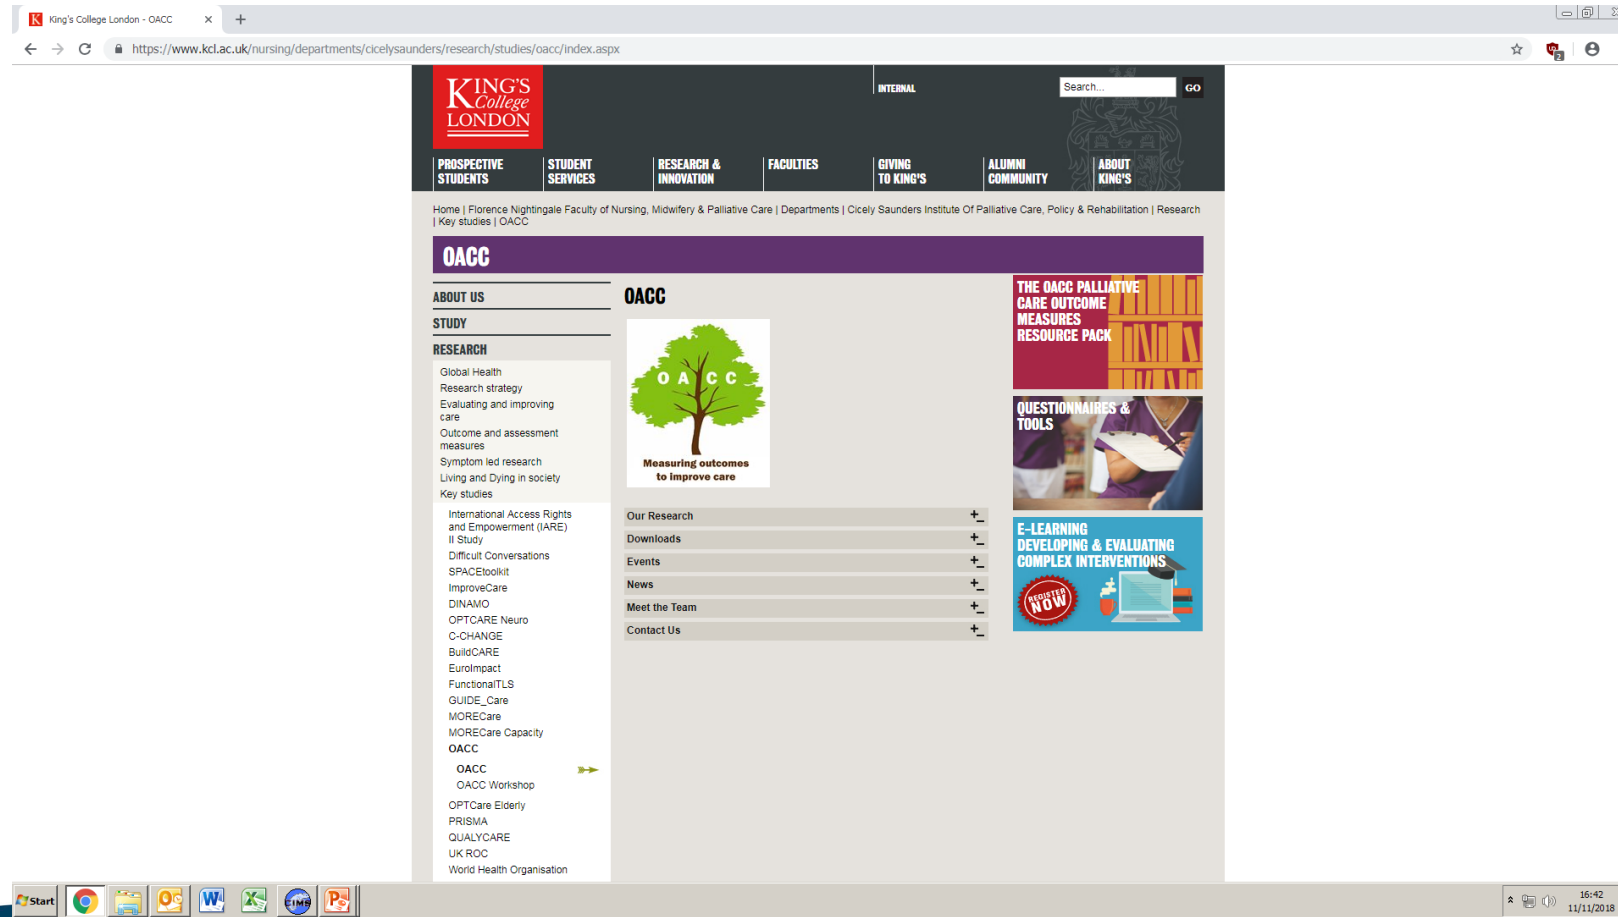 King's College London - OACC
https://www.kcl.ac.uk/nursing/departments/cicelysaunders/research/studies/oacc/index.aspx
2
KING'S
College
LONDON
INTERNAL
Search...
GO
PROSPECTIVE
STUDENTS
STUDENT
SERVICES
RESEARCH &
INNOVATION
FACULTIES
GIVING
TO KING'S
ALUMNI
COMMUNITY
ABOUT
KING'S
Home | Florence Nightingale Faculty of Nursing, Midwifery & Palliative Care | Departments | Cicely Saunders Institute Of Palliative Care, Policy & Rehabilitation | Research
| Key studies | OACC
OACC
ABOUT US
STUDY
RESEARCH
Global Health
Research strategy
Evaluating and improving
care
Outcome and assessment
measures
Symptom led research
Living and Dying in society
Key studies
International Access Rights
and Empowerment (IARE)
II Study
Difficult Conversations
SPACEtoolkit
ImproveCare
DINAMO
OPTCARE Neuro
C-CHANGE
BuildCARE
EuroImpact
FunctionalTLS
GUIDE_Care
MORECare
MORECare Capacity
OACC
OACC
OACC Workshop
OPTCare Elderly
PRISMA
QUALYCARE
UK ROC
World Health Organisation
OACC
O A C C
Measuring outcomes
to improve care
Our Research
Downloads
Events
News
Meet the Team
Contact Us
THE OACC PALLIATIVE
CARE OUTCOME
MEASURES
RESOURCE PACK
QUESTIONNAIRES &
TOOLS
E-LEARNING
DEVELOPING & EVALUATING
COMPLEX INTERVENTIONS
REGISTER
NOW
Start
CIMS
16:42
11/11/2018